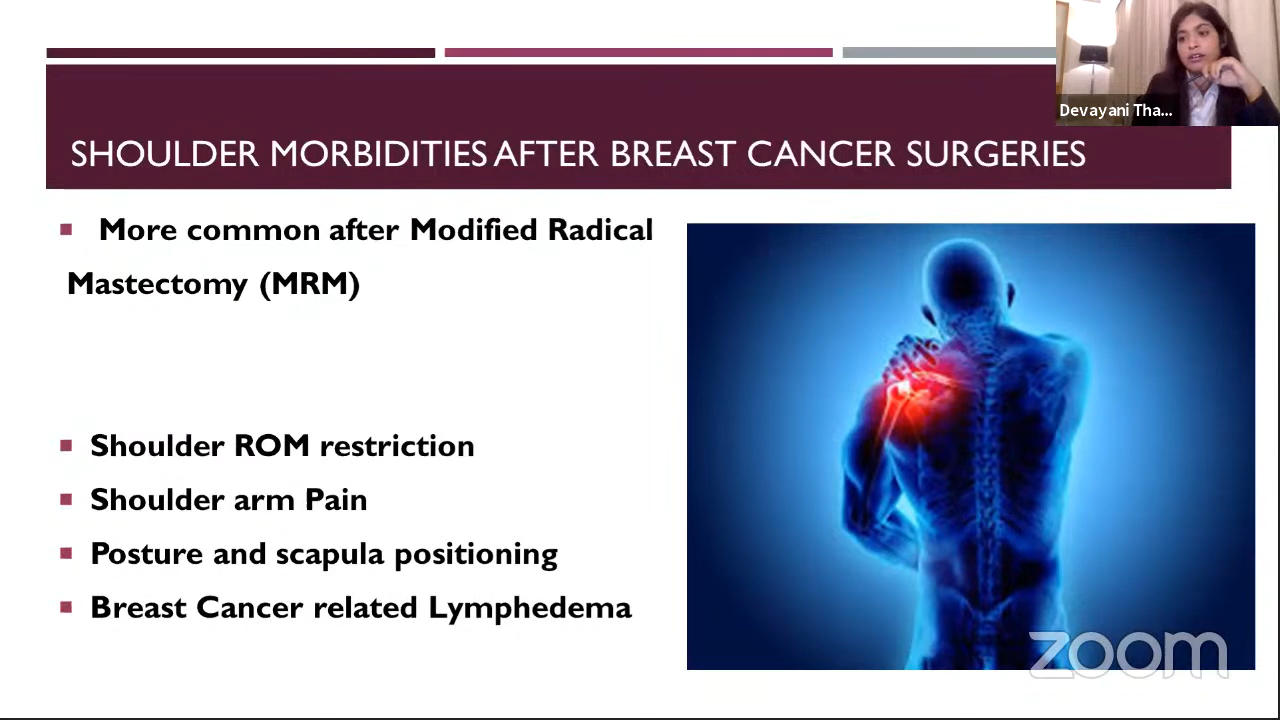 Devayani Tha...
SHOULDER MORBIDITIES AFTER BREAST CANCER SURGERIES
More common after Modified Radical
Mastectomy (MRM)
Shoulder ROM restriction
Shoulder arm Pain
Posture and scapula positioning
Breast Cancer related Lymphedema
zoom